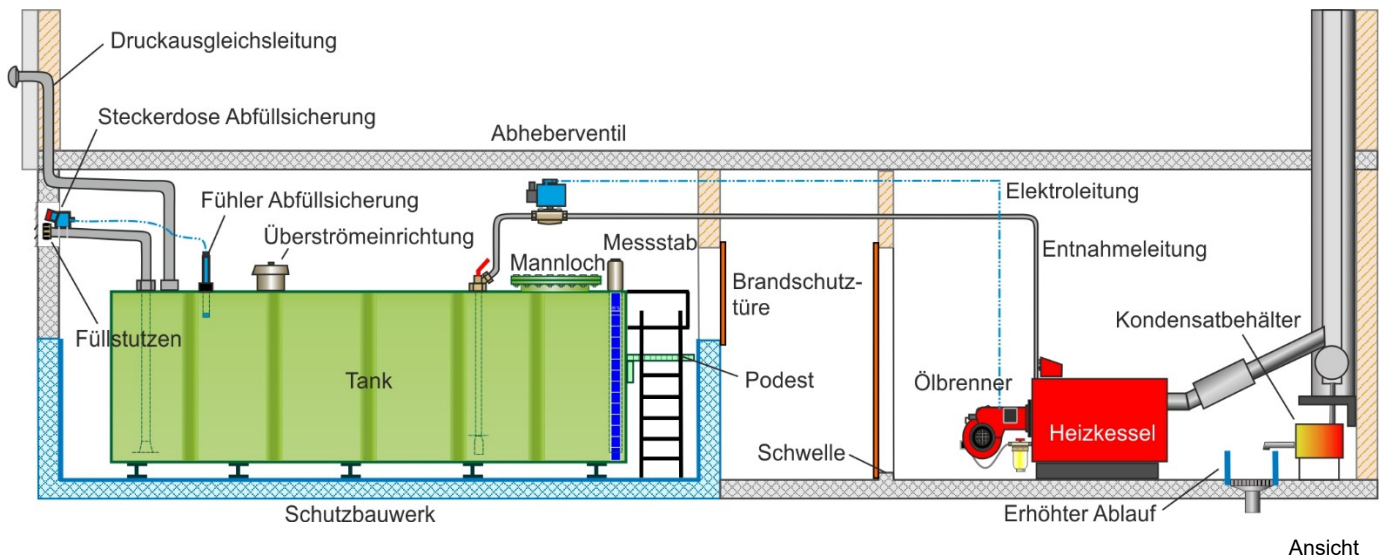 Druckausgleichsleitung
Steckerdose Abfüllsicherung
Abheberventil
Fühler Abfüllsicherung
Elektroleitung
Überströmeinrichtung
Messstab
Entnahmeleitung
Mannloch
Brandschutz-
türe
Kondensatbehälter
Füllstutzen
Tank
Podest
Ölbrenner
Heizkessel
Schwelle
Schutzbauwerk
Erhöhter Ablauf
Ansicht